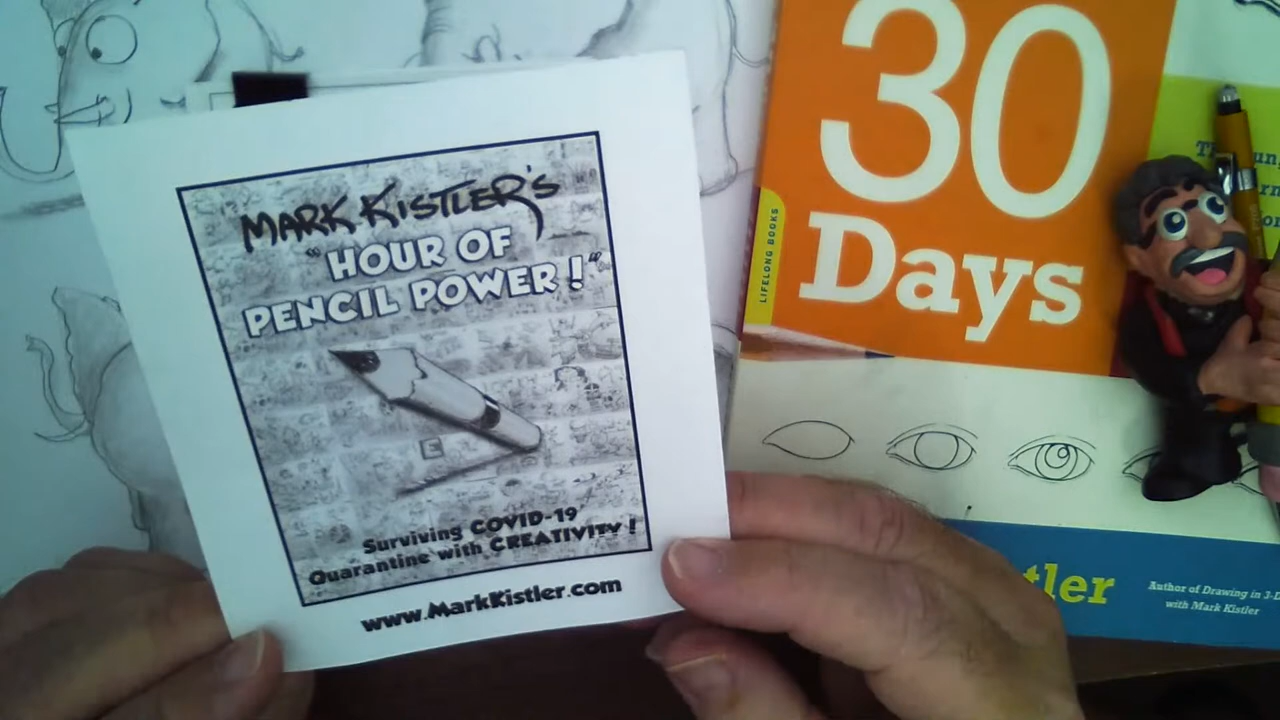 MARK KISTLER'S
"HOUR OF
PENCIL POWER!"
E
Surviving COVID-19
Quarantine with CREATIVITY!
www.MarkKistler.com
30
Days
LIFELONG BOOKS
tler
Author of Drawing in 3-D
with Mark Kistler